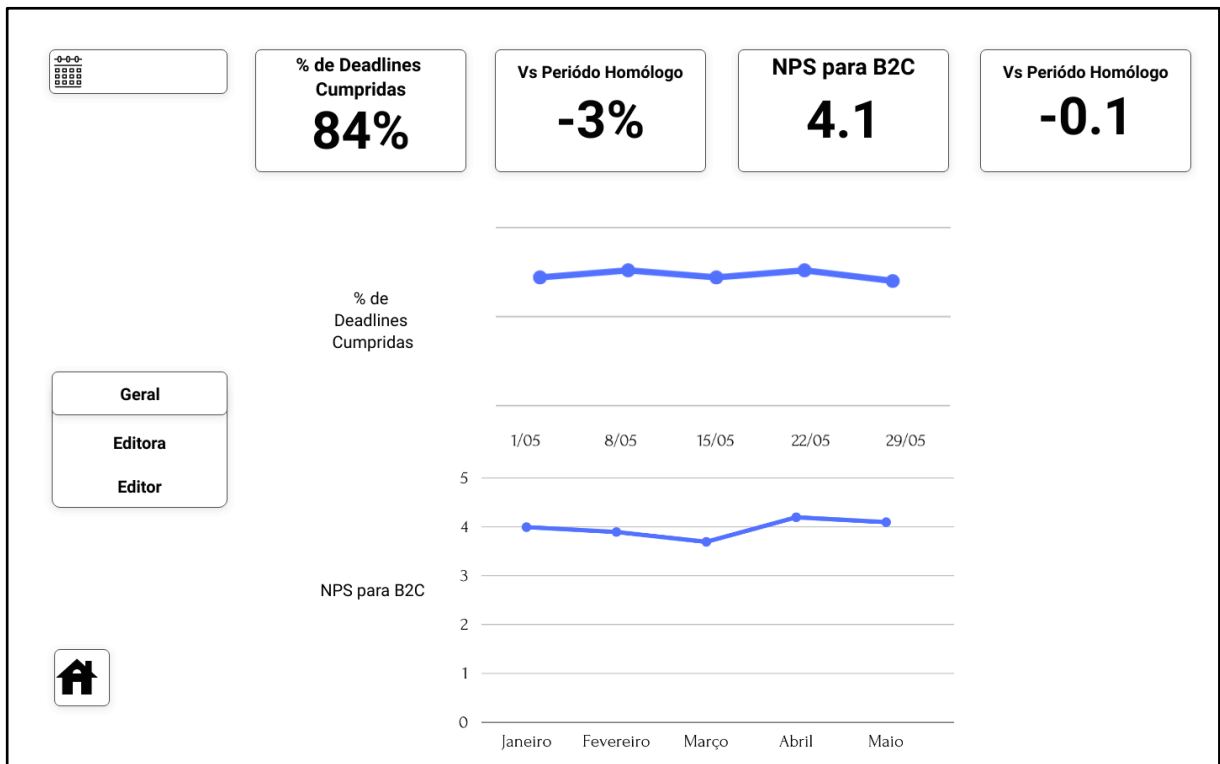 % de Deadlines
Cumpridas
84%
Vs Periódo Homólogo
-3%
NPS para B2C
4.1
Vs Periódo Homólogo
-0.1
% de
Deadlines
Cumpridas
1/05 8/05 15/05 22/05 29/05
Geral
Editora
Editor
NPS para B2C
5
4
3
2
1
0
Janeiro Fevereiro Março Abril Maio